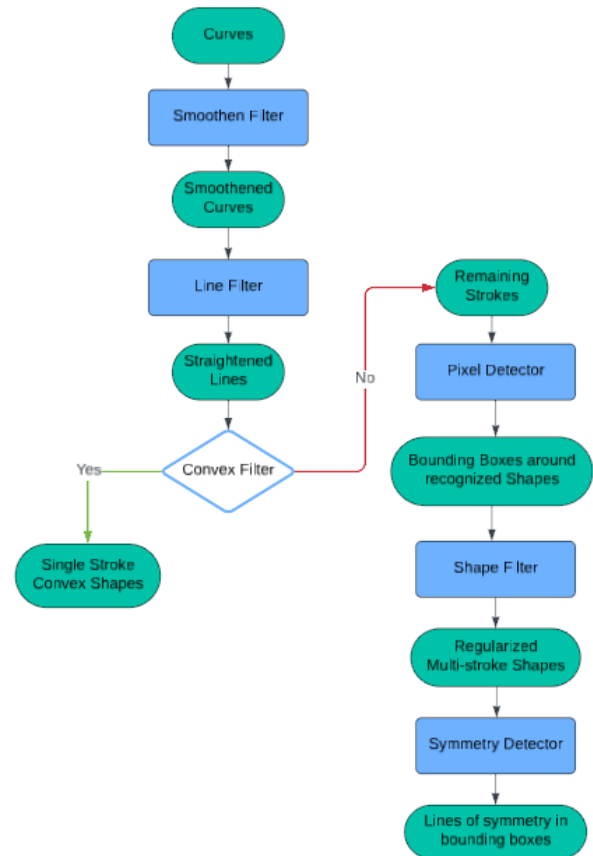 Curves
Smoothen Filter
Smoothened
Curves
Line Filter
Straightened
Lines
Convex Filter
Yes
Single Stroke
Convex Shapes
No
Remaining
Strokes
Pixel Detector
Bounding Boxes around
recognized Shapes
Shape Filter
Regularized
Multi-stroke Shapes
Symmetry Detector
Lines of symmetry in
bounding boxes